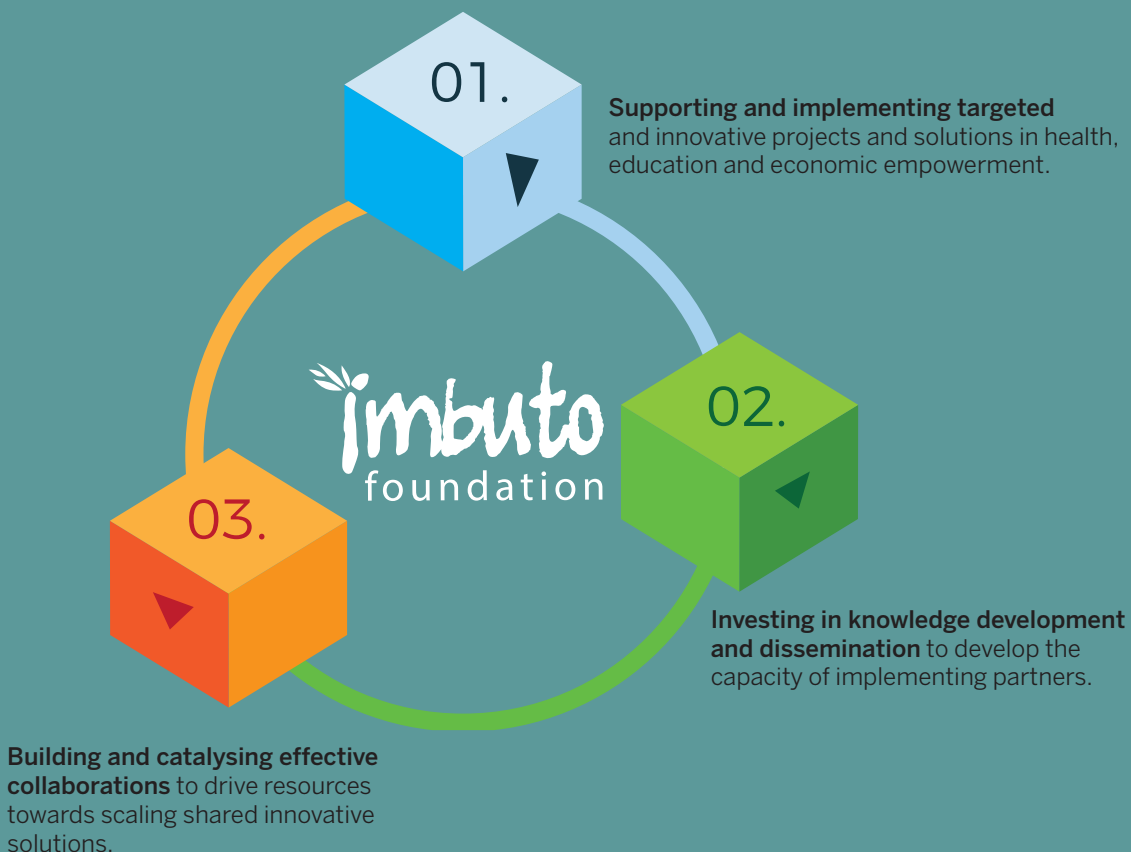 01.
Supporting and implementing targeted
and innovative projects and solutions in health,
education and economic empowerment.
imbuto
foundation
02.
Investing in knowledge development
and dissemination to develop the
capacity of implementing partners.
03.
Building and catalysing effective
collaborations to drive resources
towards scaling shared innovative
solutions.